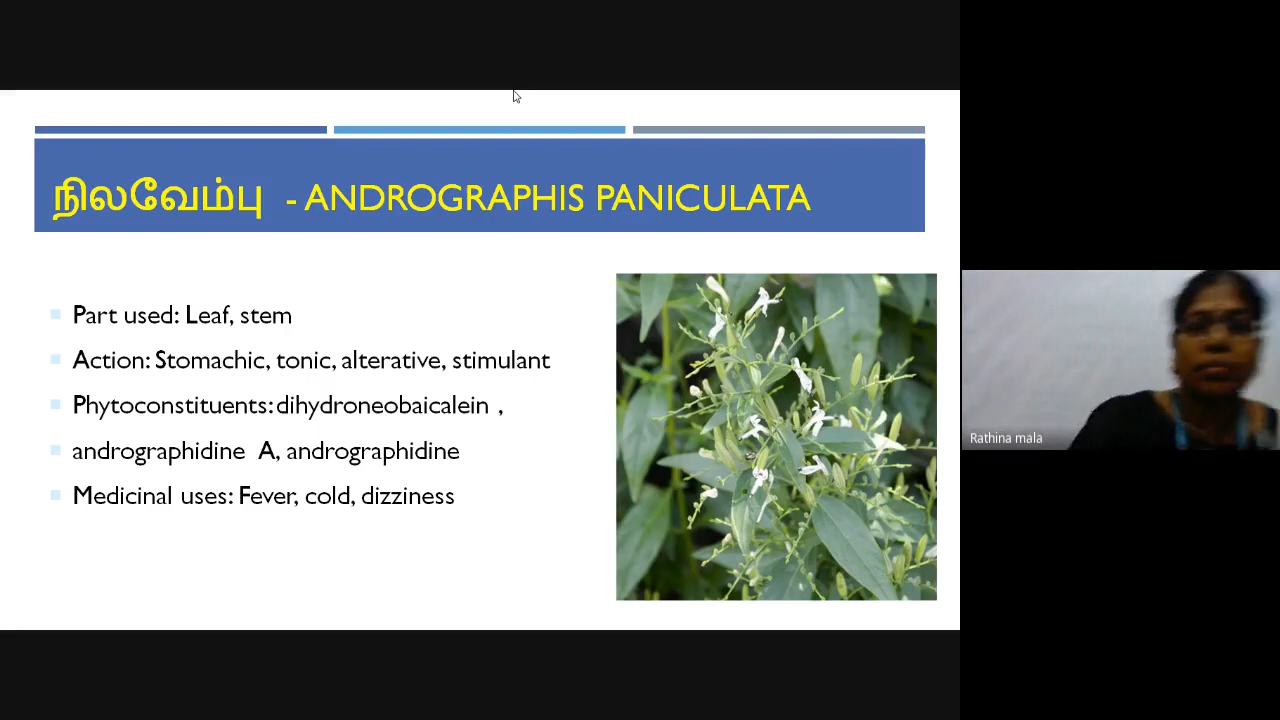 நிலவேம்பு - ANDROGRAPHIS PANICULATA
Part used: Leaf, stem
Action: Stomachic, tonic, alterative, stimulant
Phytoconstituents: dihydroneobaicalein ,
andrographidine A, andrographidine
Medicinal uses: Fever, cold, dizziness
Rathina mala